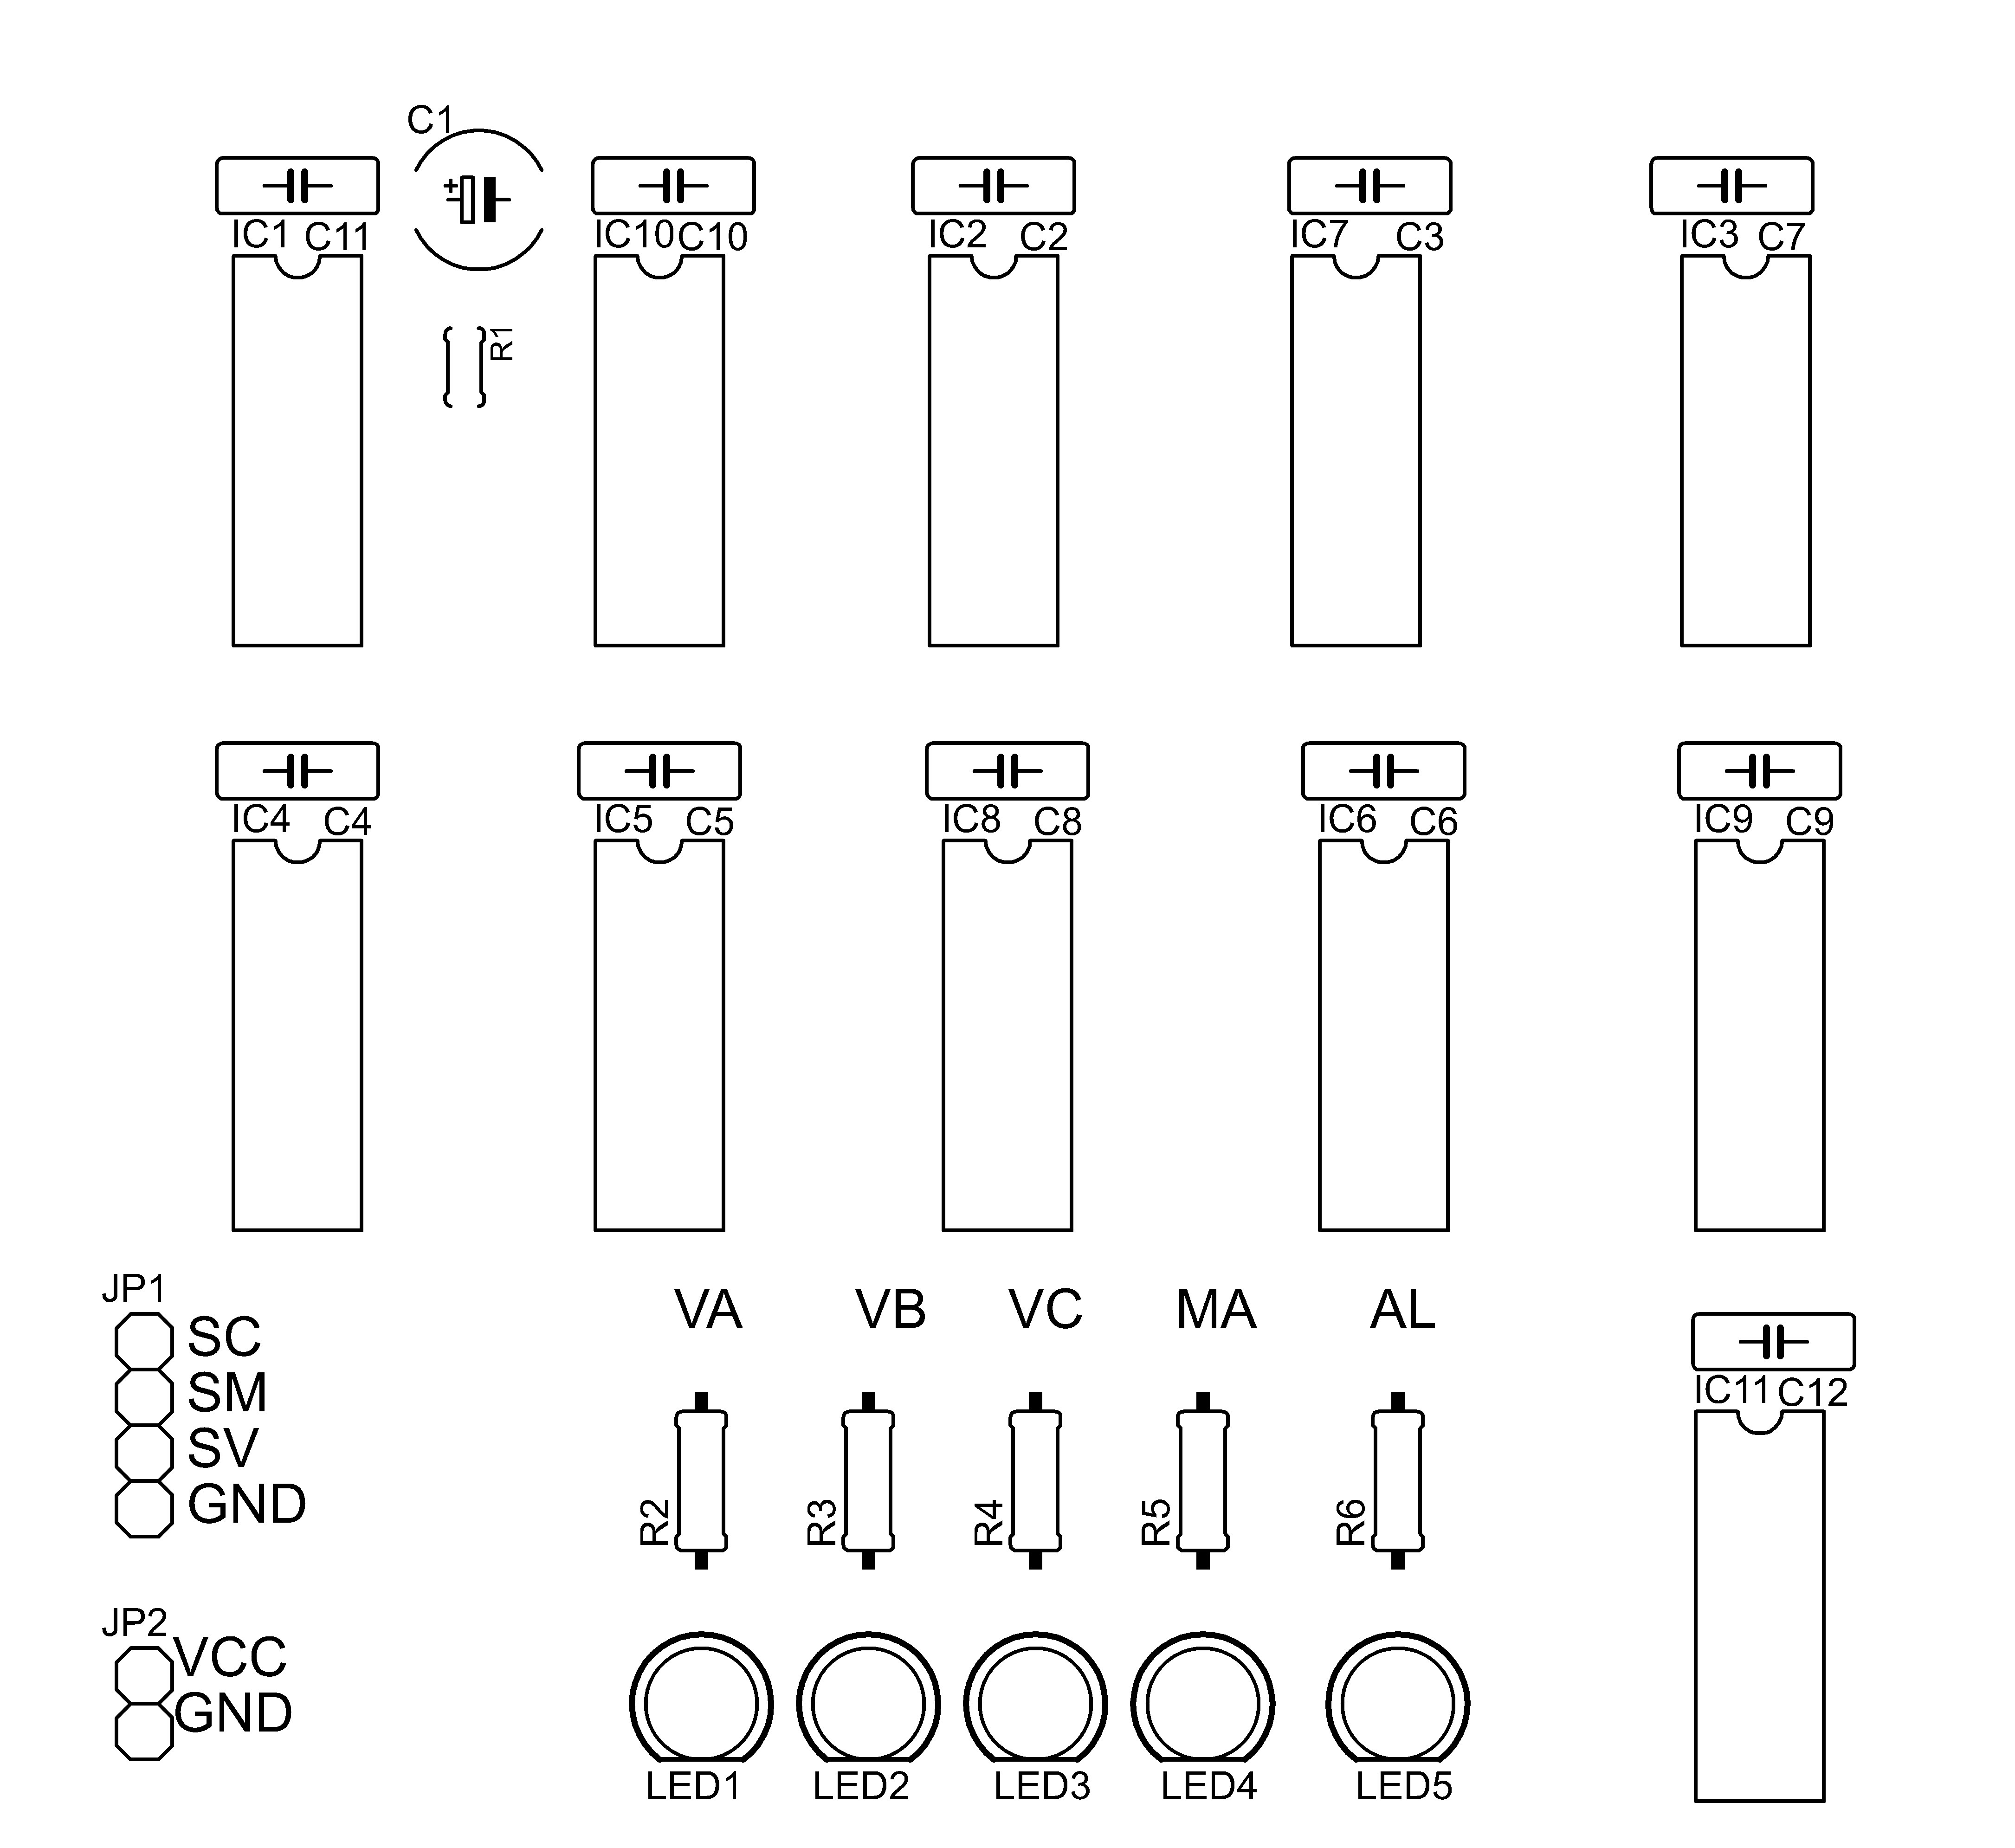 C1
IC1 C11
IC10 C10
IC2 C2
IC7 C3
IC3 C7
R1
IC4 C4
IC5 C5
IC8 C8
IC6 C6
IC9 C9
JP1
SC
SM
SV
GND
VA VB VC MA AL
IC11 C12
R2 R3 R4 R5 R6
JP2
VCC
GND
LED1 LED2 LED3 LED4 LED5